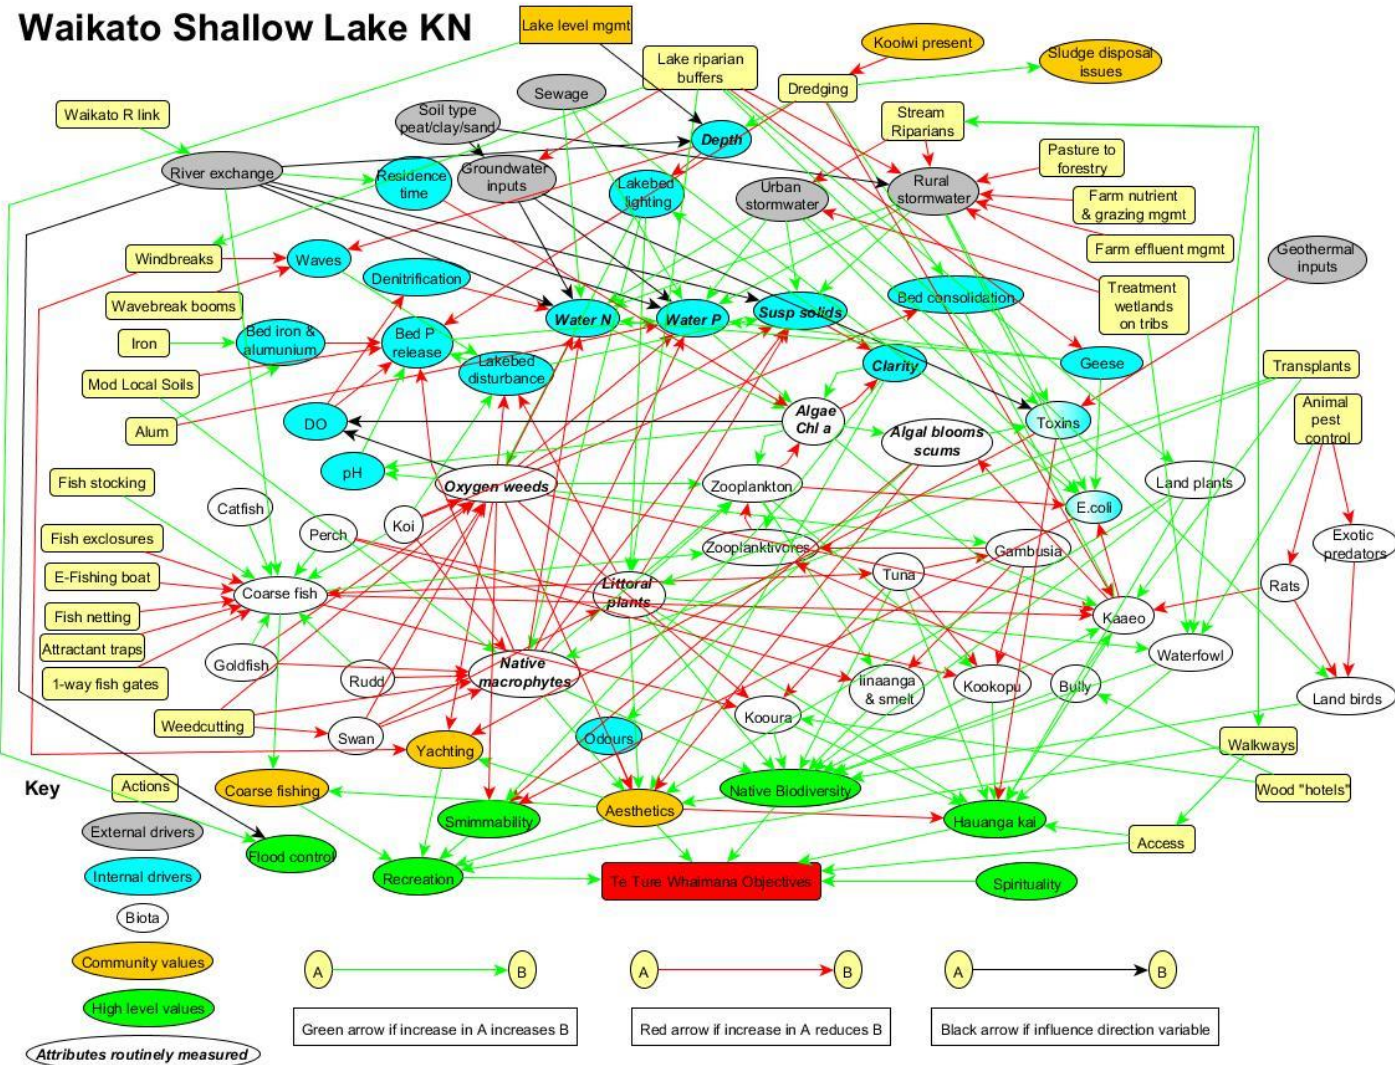 Waikato Shallow Lake KN
Lake level mgmt
Kooiwi present
Sludge disposal
issues
Lake riparian
buffers
Dredging
Sewage
Waikato R link
Soil type
peat/clay/sand
Stream
Riparians
Depth
Pasture to
forestry
River exchange
Residence
time
Groundwater
inputs
Lakebed
lighting
Urban
stormwater
Rural
stormwater
Farm nutrient
& grazing mgmt
Farm effluent mgmt
Geothermal
inputs
Windbreaks
Waves
Denitrification
Bed consolidation
Treatment
wetlands
on tribs
Wavebreak booms
Water N
Water P
Susp solids
Iron
Bed iron &
alumunium
Bed P
release
Lakebed
disturbance
Clarity
Geese
Transplants
Mod Local Soils
Alum
DO
Algae
Chl a
Algal blooms
scums
Toxins
Animal
pest
control
pH
Fish stocking
Oxygen weeds
Zooplankton
Land plants
Catfish
Perch
Koi
E.coli
Fish exclosures
Zooplanktivores
Gambusia
Exotic
predators
E-Fishing boat
Coarse fish
Tuna
Rats
Fish netting
Littoral
plants
Kaaeo
Attractant traps
Goldfish
Waterfowl
1-way fish gates
Rudd
Native
macrophytes
Iinaanga
& smelt
Kookopu
Bully
Land birds
Weedcutting
Swan
Kooura
Yachting
Odours
Walkways
Key
Actions
Coarse fishing
Native Biodiversity
Wood "hotels"
External drivers
Smimmability
Aesthetics
Hauanga kai
Access
Flood control
Internal drivers
Recreation
Te Ture Whaimana Objectives
Spirituality
Biota
Community values
A
B
A
B
A
B
High level values
Green arrow if increase in A increases B
Red arrow if increase in A reduces B
Black arrow if influence direction variable
Attributes routinely measured